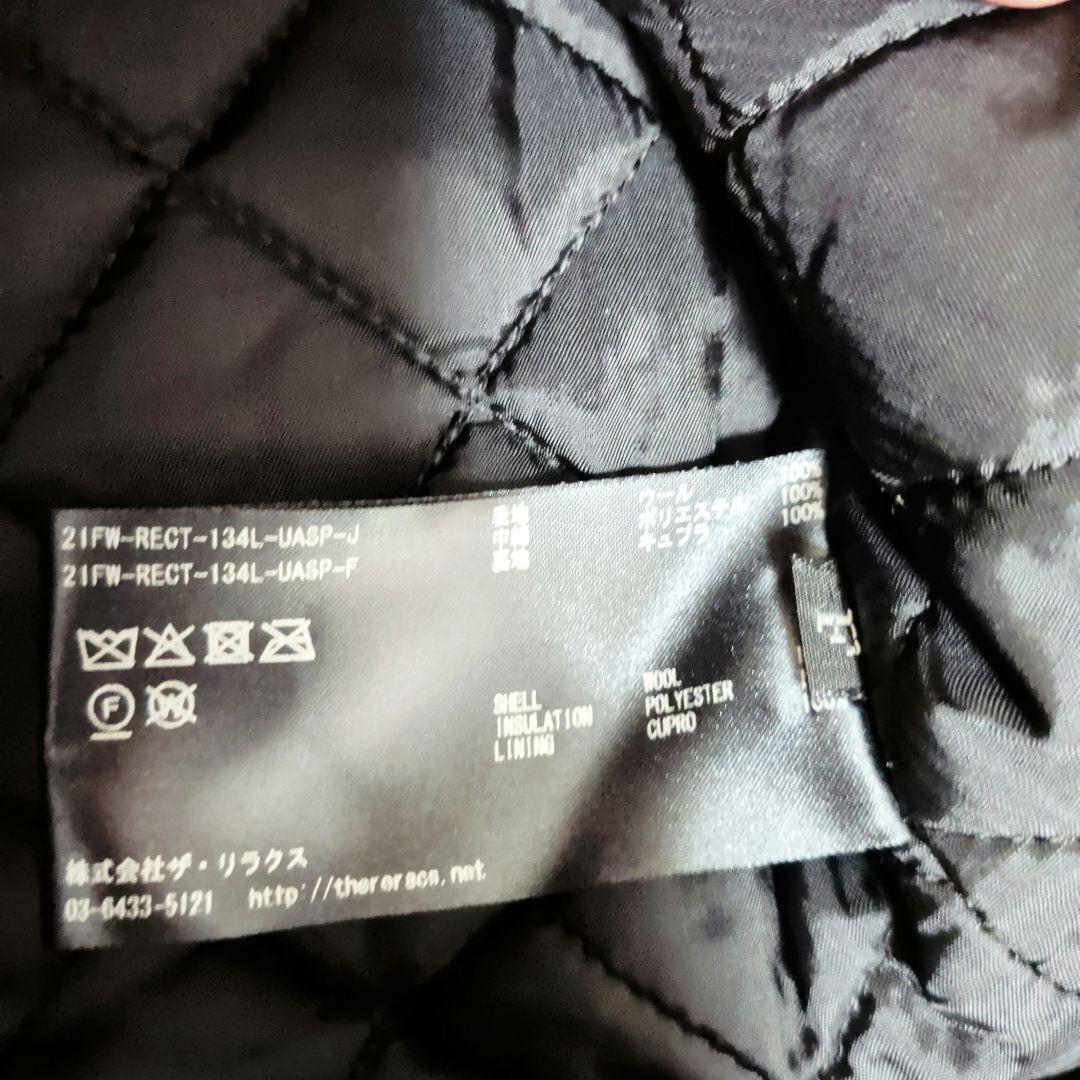 21FW-RECT-134L-UASP-J
21FW-RECT-134L-UASP-F
表地 ウール 100%
中綿 ポリエステル 100%
裏地 キュプラ 100%
F
W
SHELL WOOL
INSULATION POLYESTER
LINING CUPRO
株式会社ザ・リラクス
03-6433-5121 http://thereracs.net